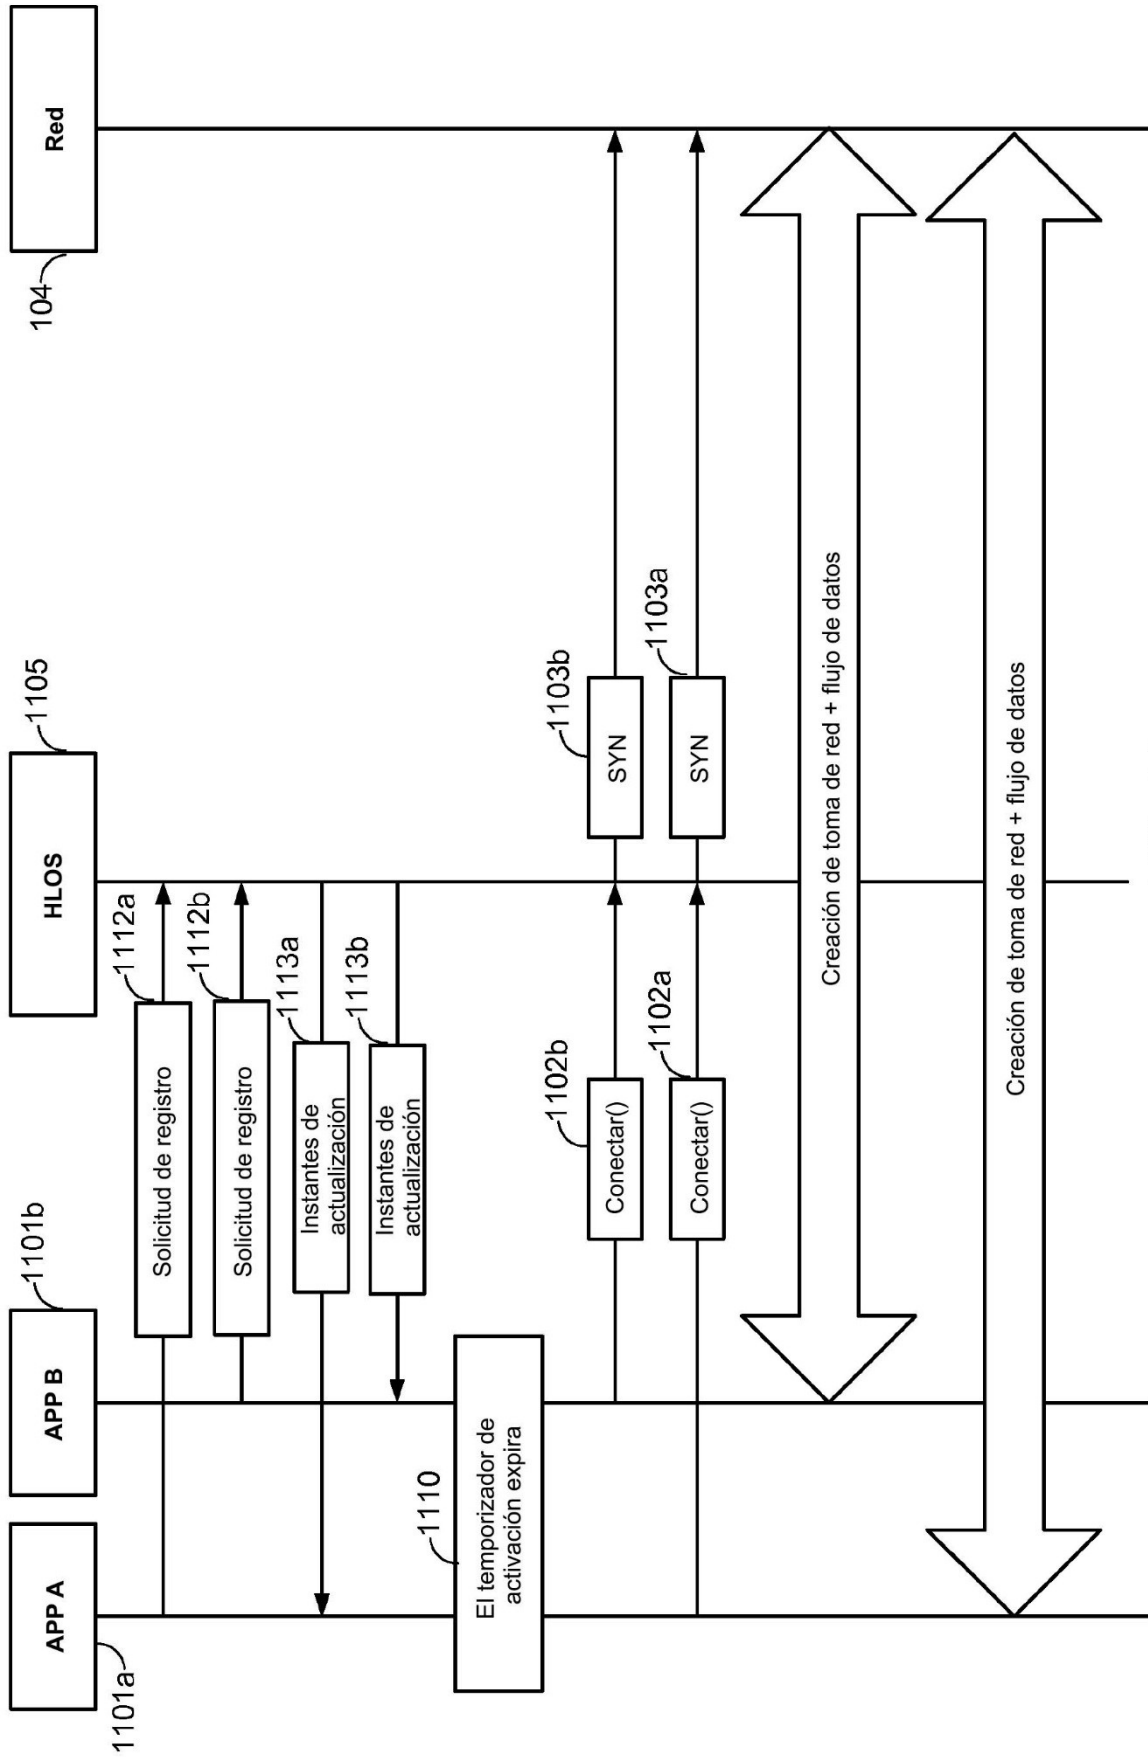 APP A
1101a
APP B
1101b
HLOS
1105
Red
104
Solicitud de registro
1112a
Solicitud de registro
1112b
Instantes de
actualización
1113a
Instantes de
actualización
1113b
El temporizador de
activación expira
1110
Conectar()
1102b
SYN
1103b
Conectar()
1102a
SYN
1103a
Creación de toma de red + flujo de datos
Creación de toma de red + flujo de datos